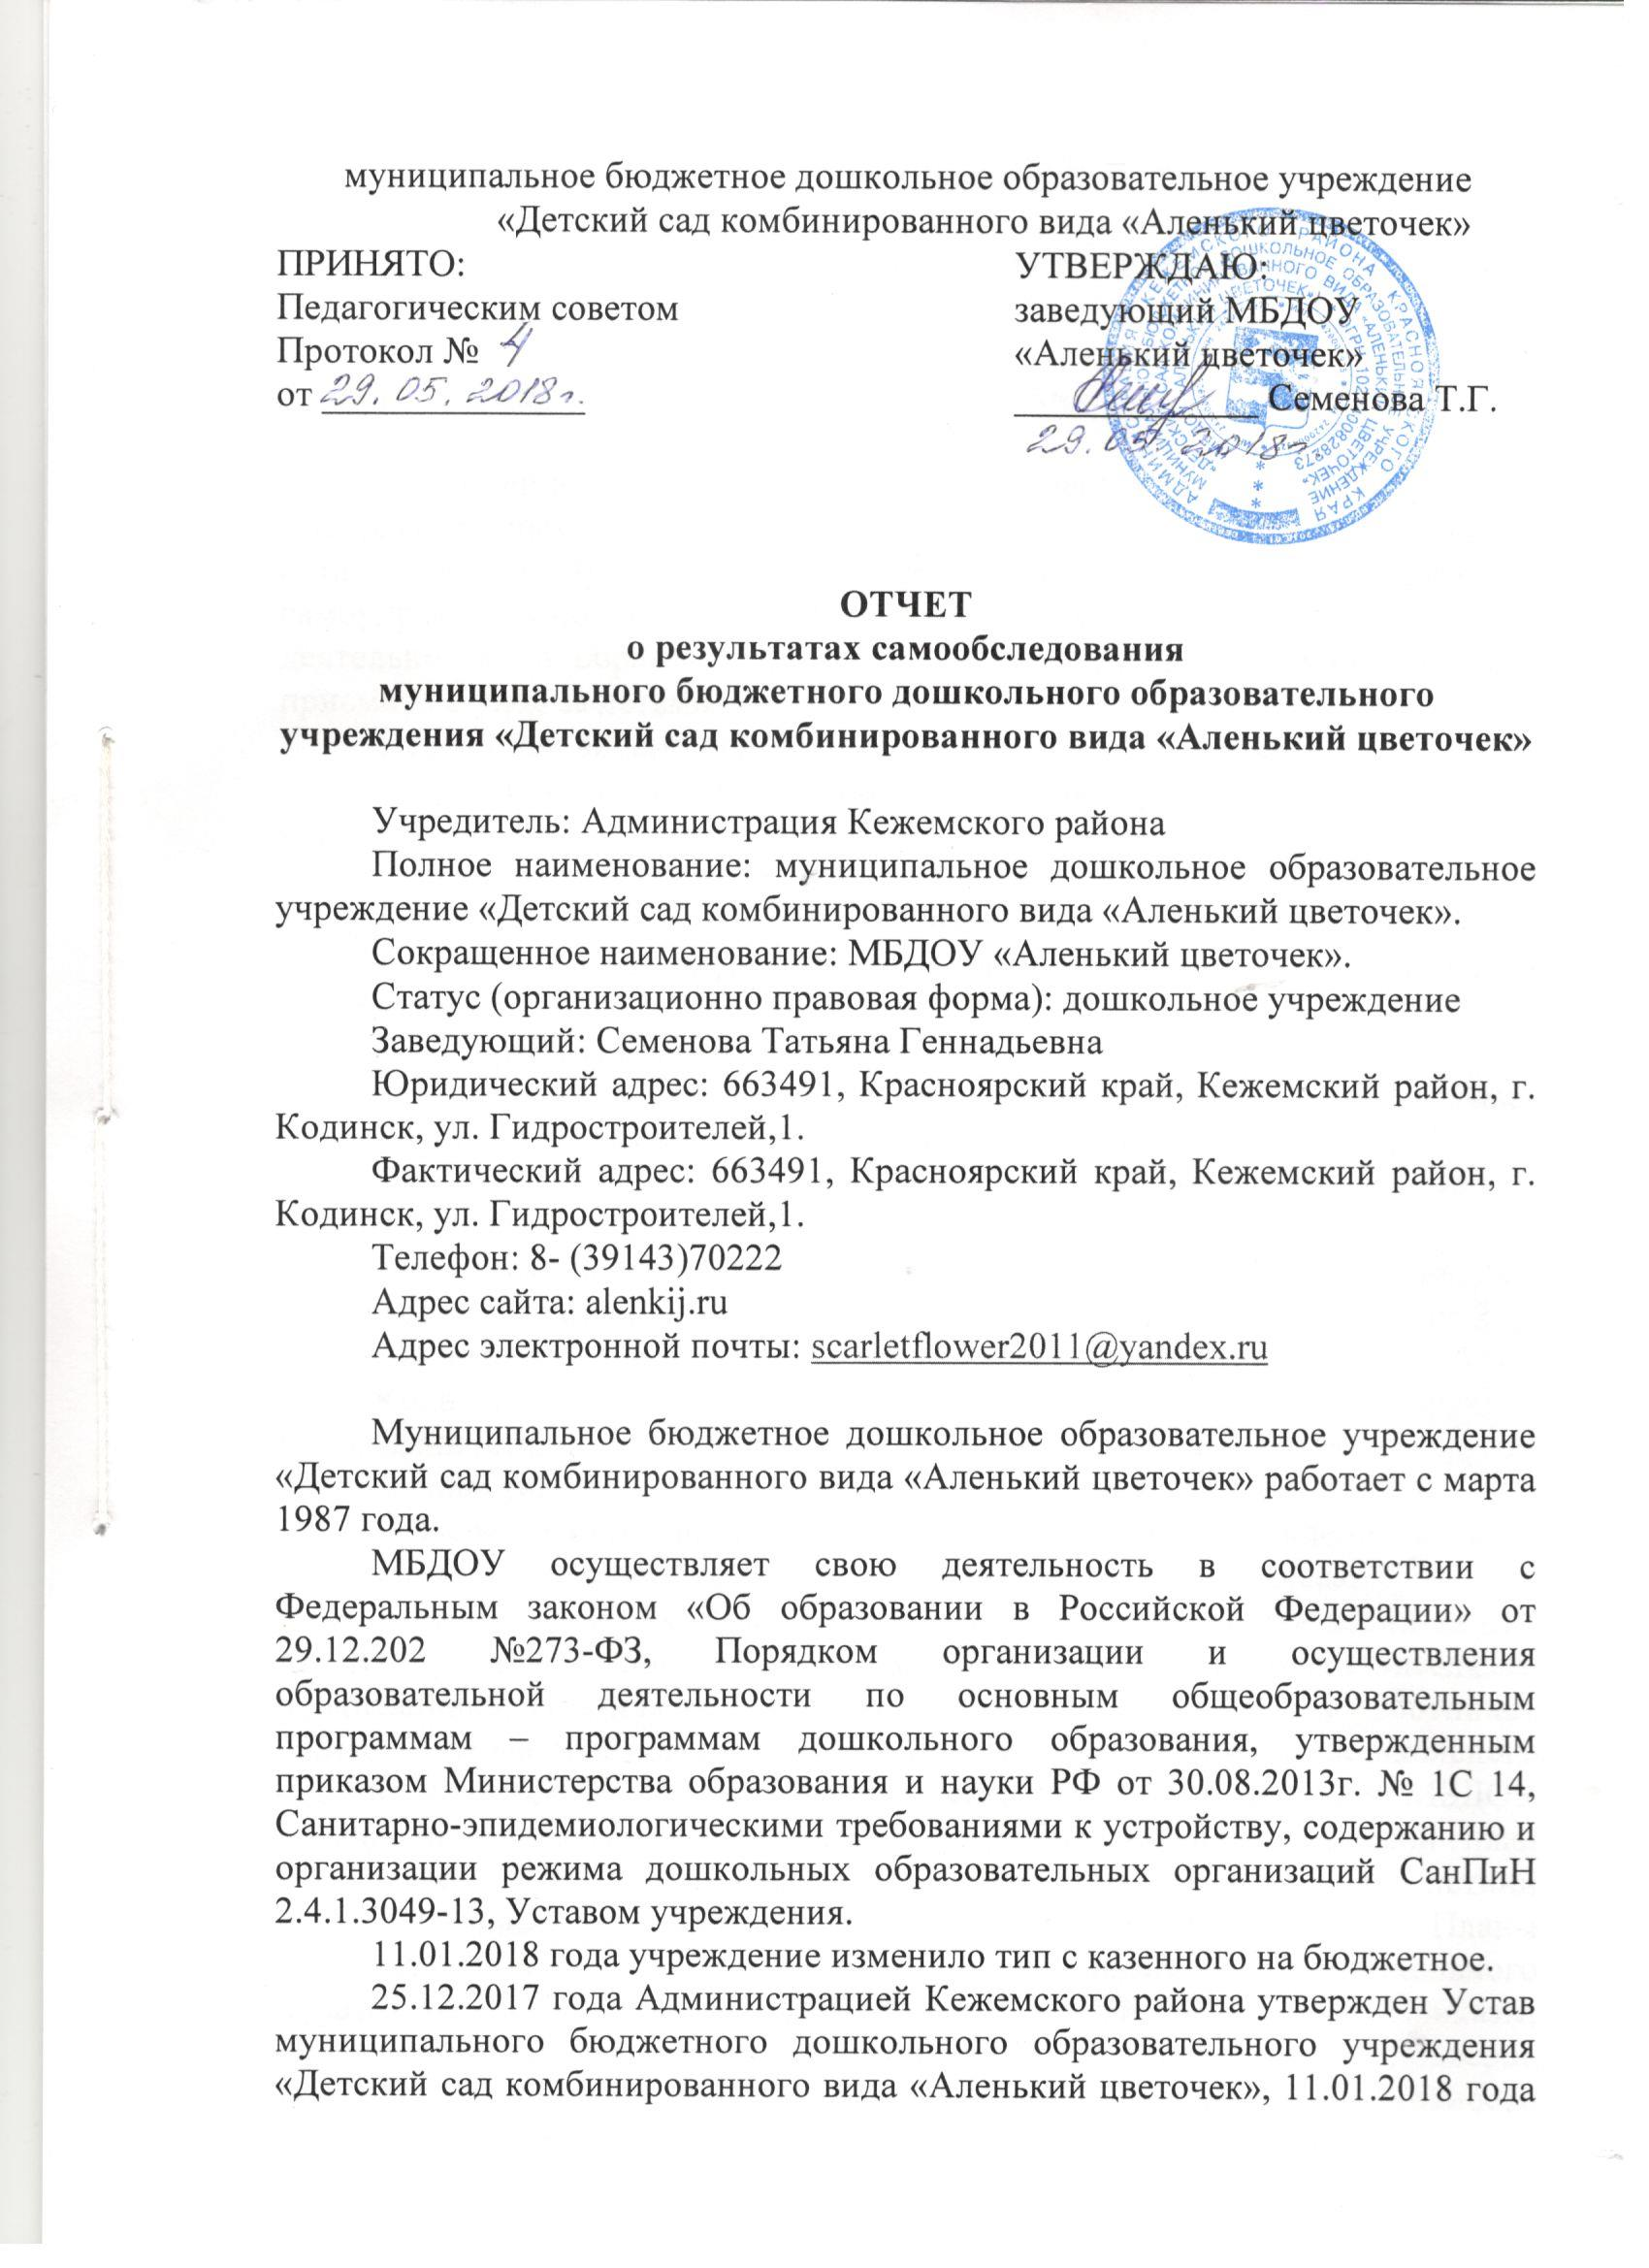 муниципальное бюджетное дошкольное образовательное учреждение
«Детский сад комбинированного вида «Аленький цветочек»
ПРИНЯТО:
Педагогическим советом
Протокол № 4
от 29.05.2018г.
УТВЕРЖДАЮ:
заведующий МБДОУ
«Аленький цветочек»
Семенова Т.Г.
29.05.2018г.
ОТЧЕТ
о результатах самообследования
муниципального бюджетного дошкольного образовательного
учреждения «Детский сад комбинированного вида «Аленький цветочек»
Учредитель: Администрация Кежемского района
Полное наименование: муниципальное дошкольное образовательное
учреждение «Детский сад комбинированного вида «Аленький цветочек».
Сокращенное наименование: МБДОУ «Аленький цветочек».
Статус (организационно правовая форма): дошкольное учреждение
Заведующий: Семенова Татьяна Геннадьевна
Юридический адрес: 663491, Красноярский край, Кежемский район, г.
Кодинск, ул. Гидростроителей,1.
Фактический адрес: 663491, Красноярский край, Кежемский район, г.
Кодинск, ул. Гидростроителей,1.
Телефон: 8- (39143)70222
Адрес сайта: alenkij.ru
Адрес электронной почты: scarletflower2011@yandex.ru
Муниципальное бюджетное дошкольное образовательное учреждение
«Детский сад комбинированного вида «Аленький цветочек» работает с марта
1987 года.
МБДОУ осуществляет свою деятельность в соответствии с
Федеральным законом «Об образовании в Российской Федерации» от
29.12.202 №273-ФЗ, Порядком организации и осуществления
образовательной деятельности по основным общеобразовательным
программам – программам дошкольного образования, утвержденным
приказом Министерства образования и науки РФ от 30.08.2013г. № 1С 14,
Санитарно-эпидемиологическими требованиями к устройству, содержанию и
организации режима дошкольных образовательных организаций СанПиН
2.4.1.3049-13, Уставом учреждения.
11.01.2018 года учреждение изменило тип с казенного на бюджетное.
25.12.2017 года Администрацией Кежемского района утвержден Устав
муниципального бюджетного дошкольного образовательного учреждения
«Детский сад комбинированного вида «Аленький цветочек», 11.01.2018 года